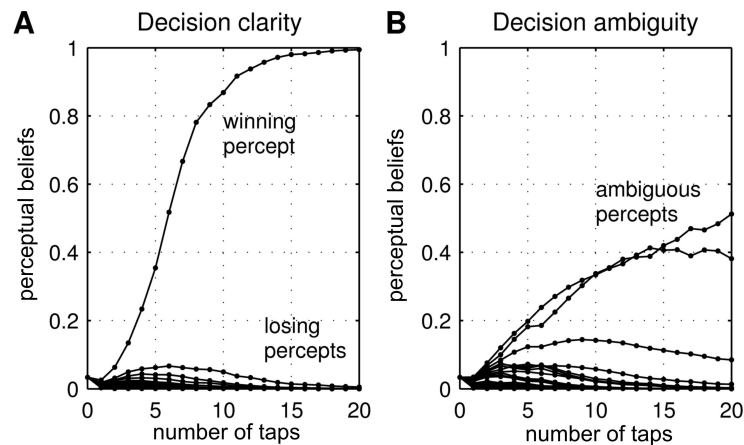 A
Decision clarity
perceptual beliefs
1
0.8
0.6
0.4
0.2
0
winning
percept
losing
percepts
0
5
10
15
20
number of taps
B
Decision ambiguity
perceptual beliefs
1
0.8
0.6
0.4
0.2
0
ambiguous
percepts
0
5
10
15
20
number of taps